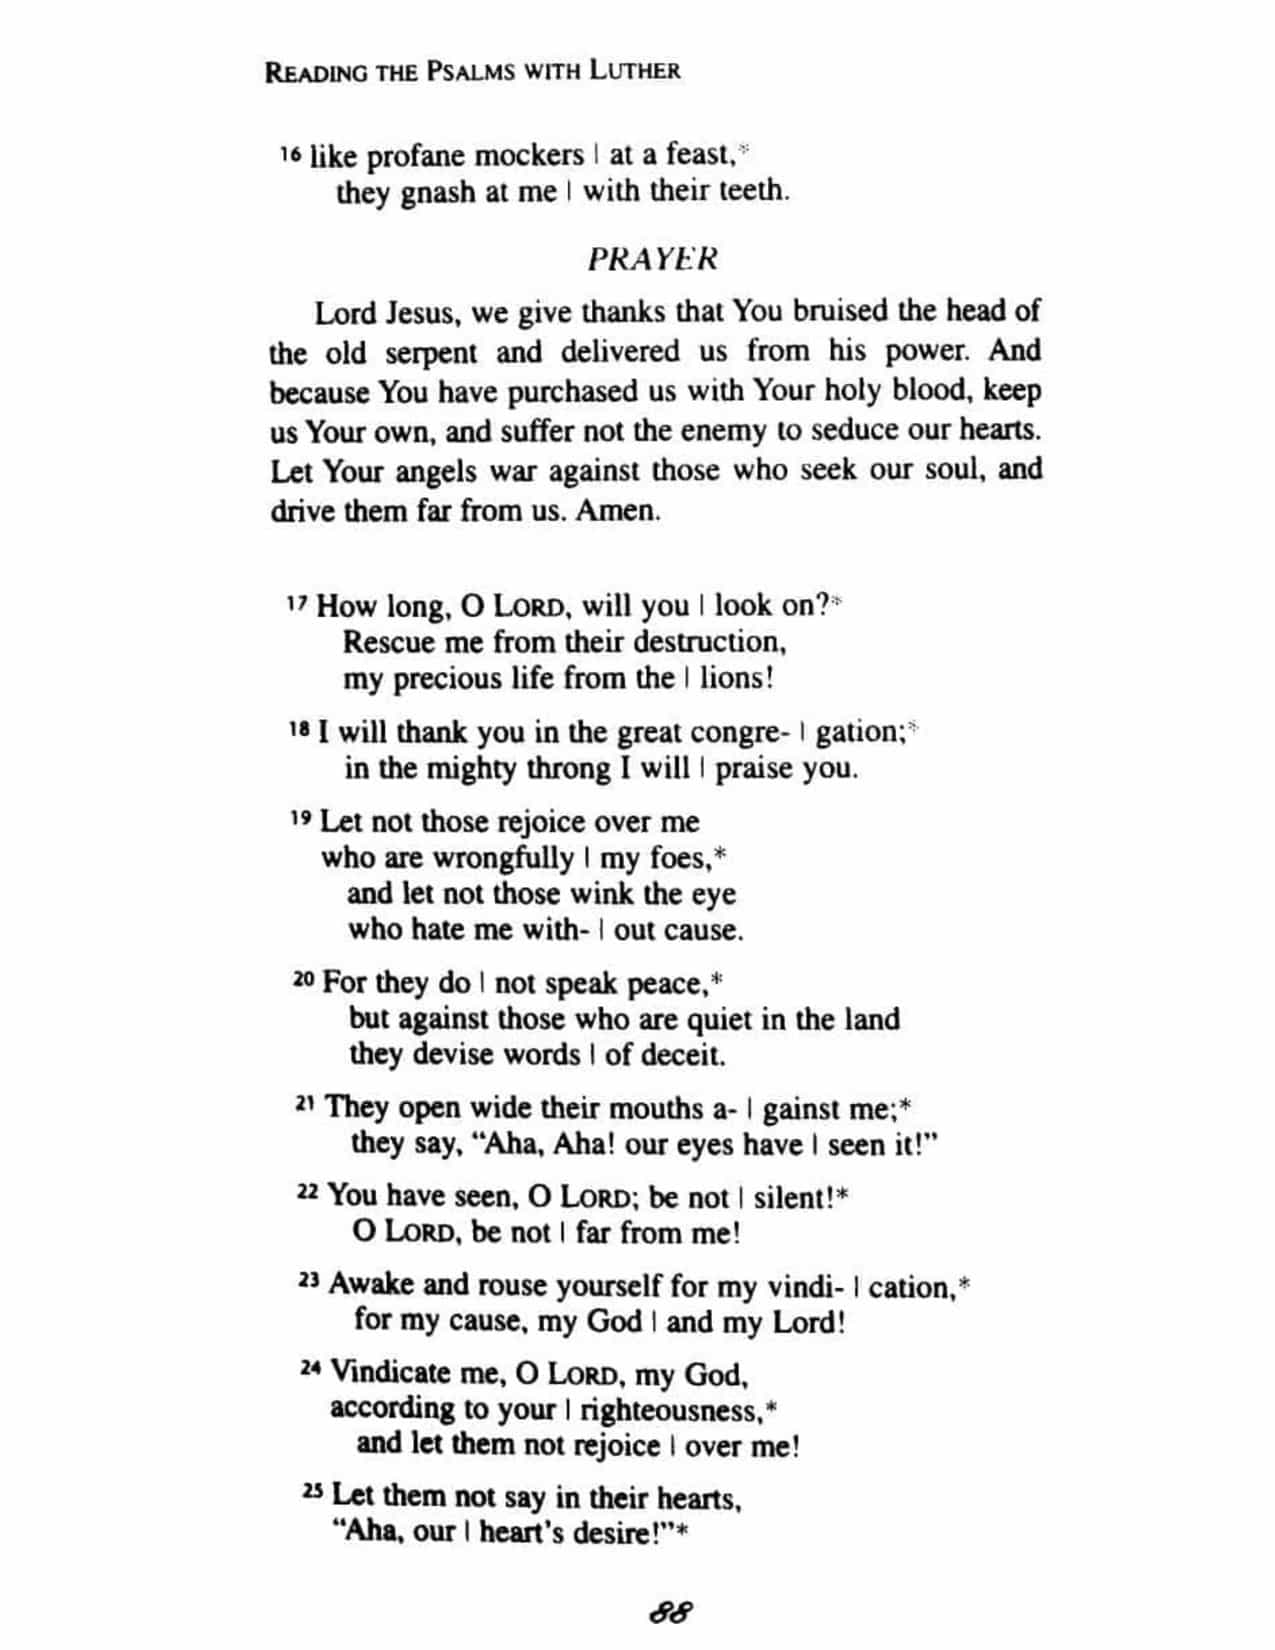 READING THE PSALMS WITH LUTHER
16 like profane mockers | at a feast,*
they gnash at me | with their teeth.
PRAYER
Lord Jesus, we give thanks that You bruised the head of
the old serpent and delivered us from his power. And
because You have purchased us with Your holy blood, keep
us Your own, and suffer not the enemy to seduce our hearts.
Let Your angels war against those who seek our soul, and
drive them far from us. Amen.
17 How long, O LORD, will you | look on?*
Rescue me from their destruction,
my precious life from the | lions!
18 I will thank you in the great congre- | gation;*
in the mighty throng I will | praise you.
19 Let not those rejoice over me
who are wrongfully | my foes,*
and let not those wink the eye
who hate me with- | out cause.
20 For they do | not speak peace,*
but against those who are quiet in the land
they devise words | of deceit.
21 They open wide their mouths a- | gainst me;*
they say, “Aha, Aha! our eyes have | seen it!”
22 You have seen, O LORD; be not | silent!*
O LORD, be not | far from me!
23 Awake and rouse yourself for my vindi- | cation,*
for my cause, my God | and my Lord!
24 Vindicate me, O LORD, my God,
according to your | righteousness,*
and let them not rejoice | over me!
25 Let them not say in their hearts,
“Aha, our | heart's desire!”*
88